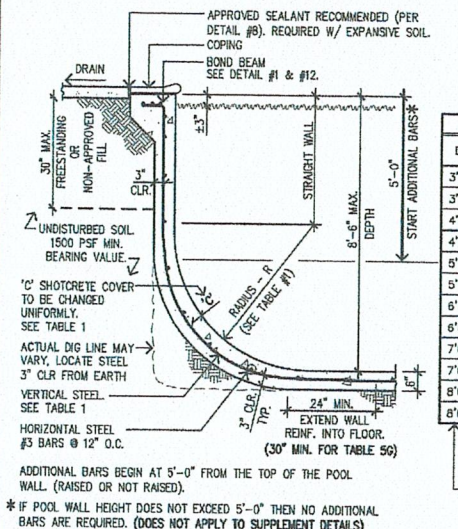 APPROVED SEALANT RECOMMENDED (PER
DETAIL #8). REQUIRED W/ EXPANSIVE SOIL.
COPING
BOND BEAM
SEE DETAIL #1 & #12.
DRAIN
30" MAX.
FREESTANDING
OR
NON-APPROVED
FILL
3"
CLR.
±3"
STRAIGHT WALL
8'-6" MAX.
DEPTH
5'-0"
START ADDITIONAL BARS*
UNDISTURBED SOIL.
1500 PSF MIN.
BEARING VALUE.
RADIUS - R
(SEE TABLE #1)
"C"
'C' SHOTCRETE COVER
TO BE CHANGED
UNIFORMLY.
SEE TABLE 1
ACTUAL DIG LINE MAY
VARY, LOCATE STEEL
3" CLR FROM EARTH
VERTICAL STEEL
SEE TABLE 1
HORIZONTAL STEEL
#3 BARS @ 12" O.C.
3" CLR.
TYP.
6"
24" MIN.
EXTEND WALL
REINF. INTO FLOOR.
(30" MIN. FOR TABLE 5G)
ADDITIONAL BARS BEGIN AT 5'-0" FROM THE TOP OF THE POOL
WALL (RAISED OR NOT RAISED).
* IF POOL WALL HEIGHT DOES NOT EXCEED 5'-0" THEN NO ADDITIONAL
BARS ARE REQUIRED. (DOES NOT APPLY TO SUPPLEMENT DETAILS)